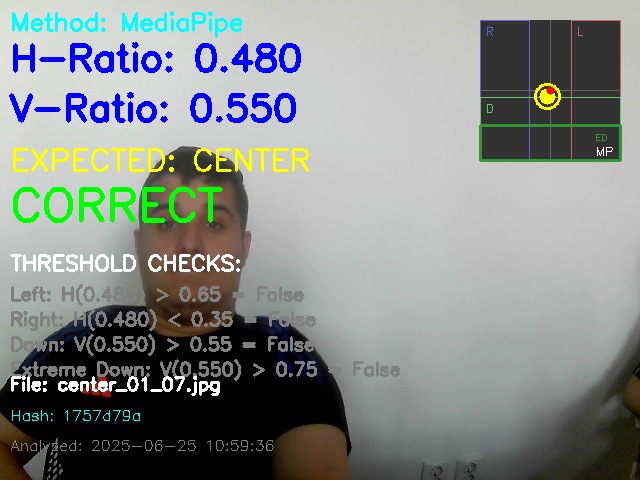 Method: MediaPipe
H-Ratio: 0.480
V-Ratio: 0.550
EXPECTED: CENTER
CORRECT
THRESHOLD CHECKS:
Left: H(0.480) > 0.65 = False
Right: H(0.480) < 0.35 = False
Down: V(0.550) > 0.55 = False
Extreme Down: V(0.550) > 0.75 = False
File: center_01_07.jpg
Hash: 1757d79a
Analyzed: 2025-06-25 10:59:36
R
L
D
ED
MP